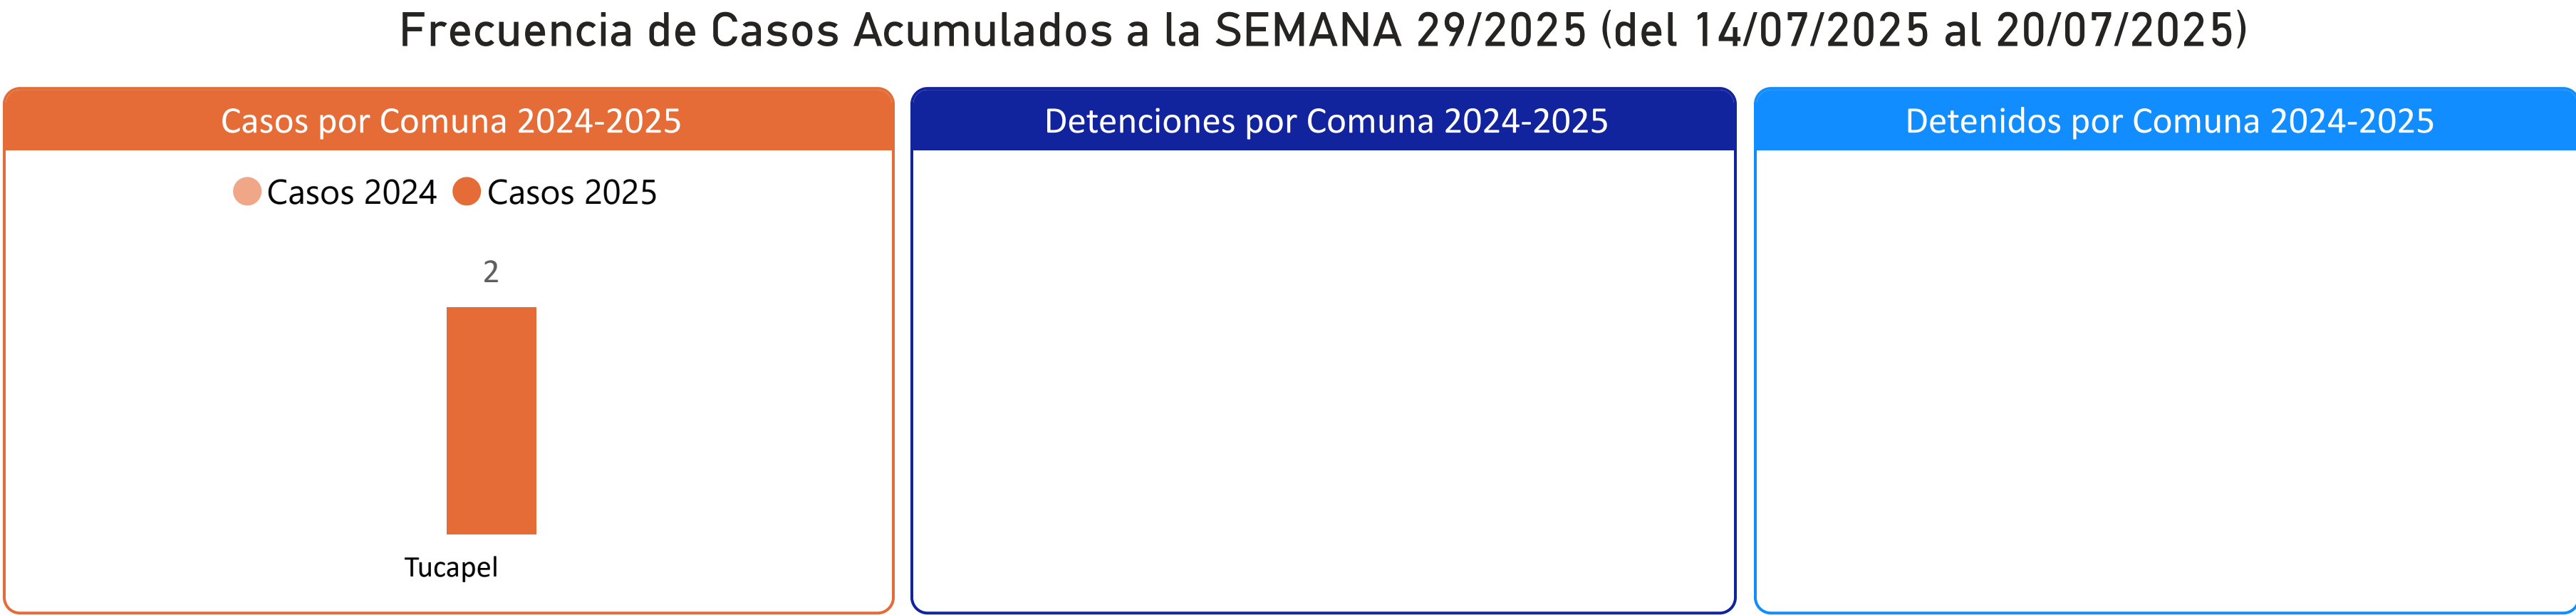 Frecuencia de Casos Acumulados a la SEMANA 29/2025 (del 14/07/2025 al 20/07/2025)
Casos por Comuna 2024-2025
Casos 2024 Casos 2025
2
Tucapel
Detenciones por Comuna 2024-2025
Detenidos por Comuna 2024-2025